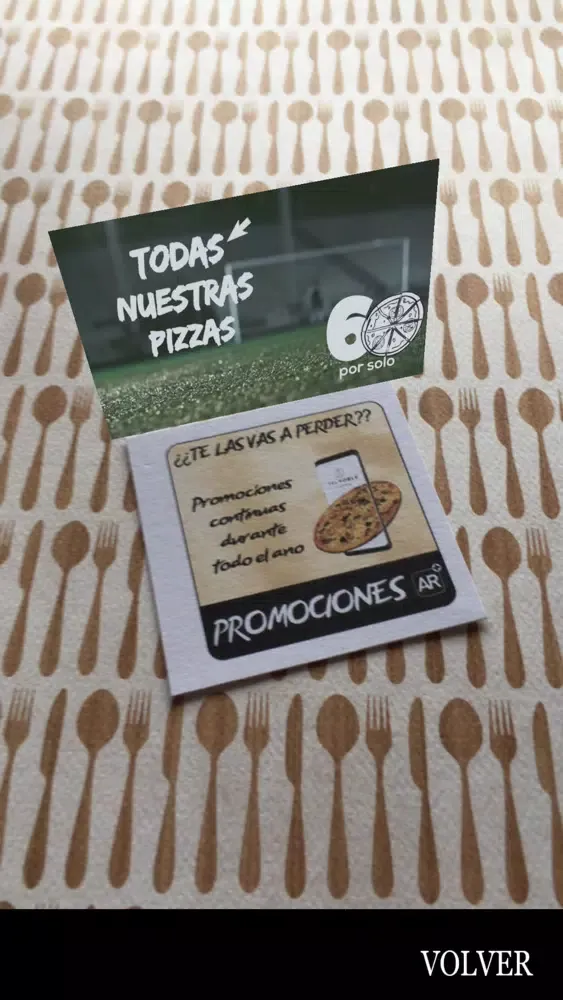 TODAS
NUESTRAS
PIZZAS
6
por solo
¿¿TE LAS VAS A PERDER??
Promociones
continuas
durante
todo el ano
NOBLE
PROMOCIONES AR
VOLVER